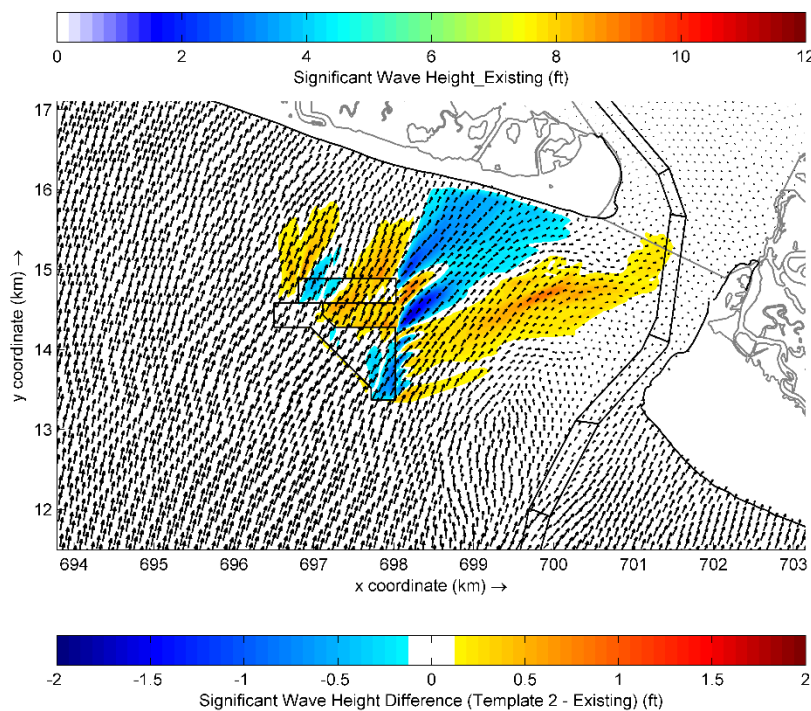 0 2 4 6 8 10 12
Significant Wave Height_Existing (ft)
17
16
15
14
13
12
y coordinate (km) →
694 695 696 697 698 699 700 701 702 703
x coordinate (km) →
-2 -1.5 -1 -0.5 0 0.5 1 1.5 2
Significant Wave Height Difference (Template 2 - Existing) (ft)